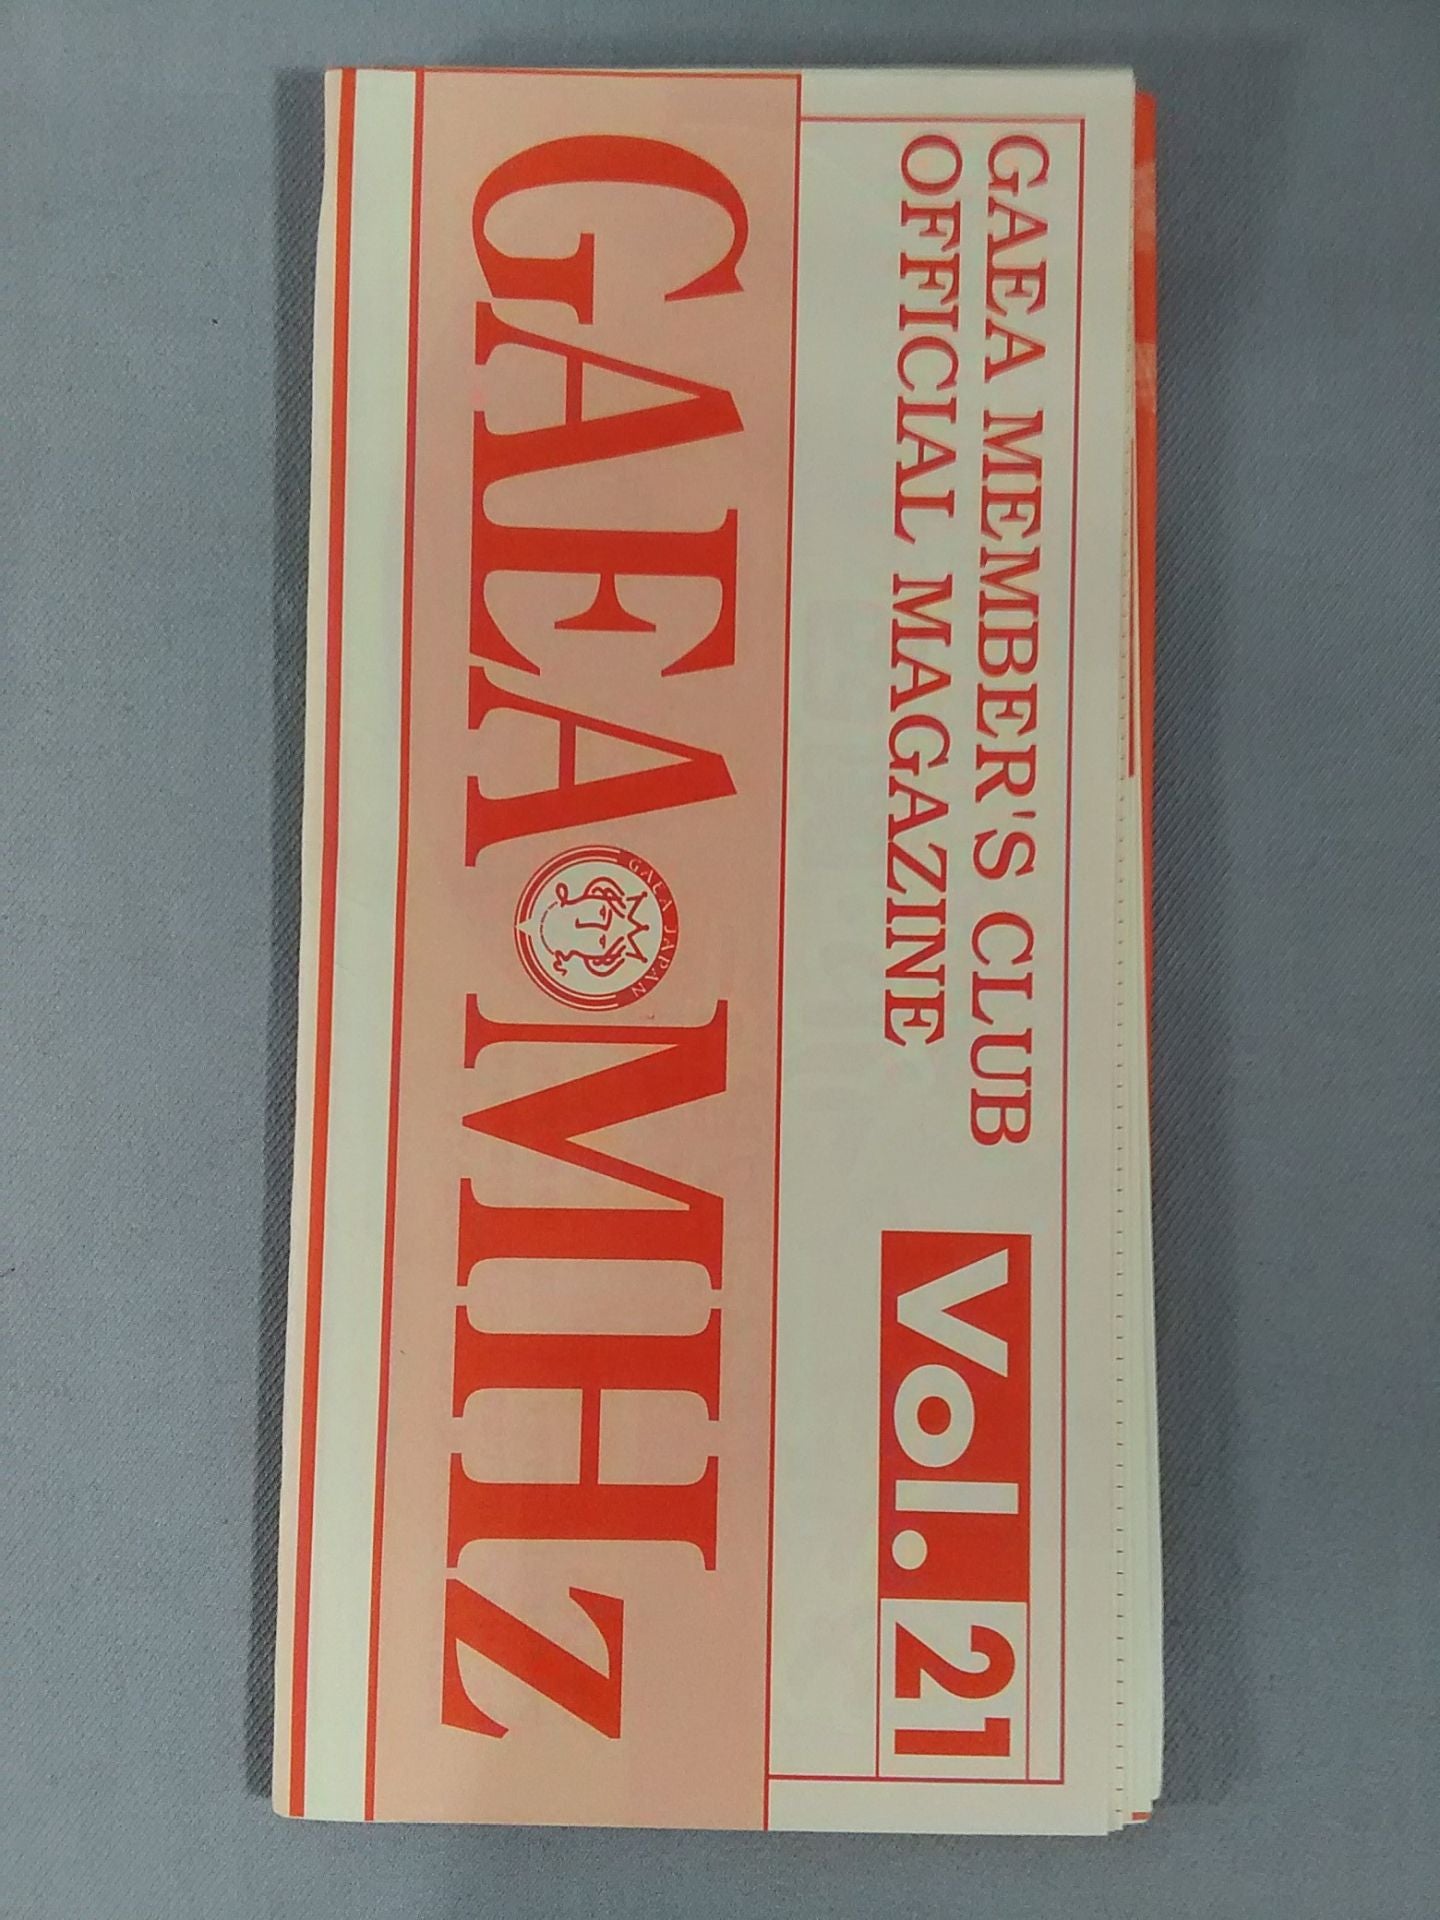 GAEA MEMBER'S CLUB
OFFICIAL MAGAZINE
Vol. 21
GAEA MHz
GAEA JAPAN